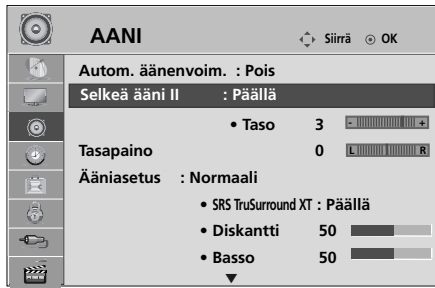 AANI Siirrä OK
Autom. äänenvoim. : Pois
Selkeä ääni II : Päällä
• Taso 3 - +
Tasapaino 0 L R
Ääniasetus : Normaali
• SRS TruSurround XT : Päällä
• Diskantti 50
• Basso 50